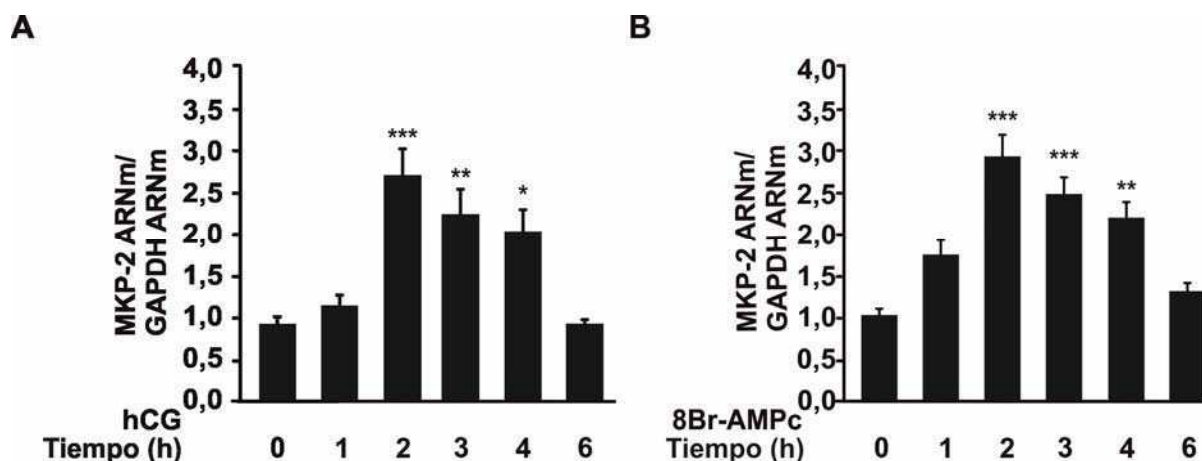 A
MKP-2 ARNm/
GAPDH ARNm
4,0
3,5
3,0
2,5
2,0
1,5
1,0
0,5
0,0
***
**
*
hCG
Tiempo (h) 0 1 2 3 4 6
B
MKP-2 ARNm/
GAPDH ARNm
4,0
3,5
3,0
2,5
2,0
1,5
1,0
0,5
0,0
***
***
**
8Br-AMPc
Tiempo (h) 0 1 2 3 4 6